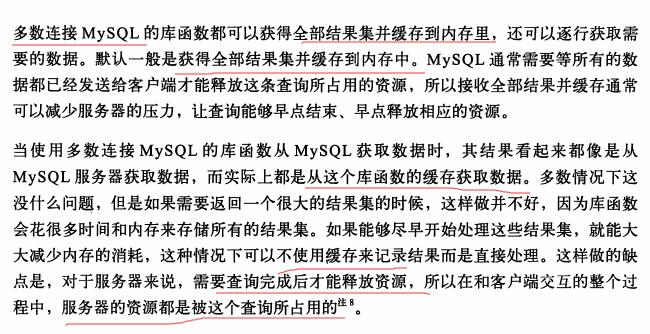 多数连接 MySQL 的库函数都可以获得全部结果集并缓存到内存里，还可以逐行获取需
要的数据。默认一般是获得全部结果集并缓存到内存中。MySQL 通常需要等所有的数
据都已经发送给客户端才能释放这条查询所占用的资源，所以接收全部结果并缓存通常
可以减少服务器的压力，让查询能够早点结束、早点释放相应的资源。
当使用多数连接 MySQL 的库函数从 MySQL 获取数据时，其结果看起来都像是从
MySQL 服务器获取数据，而实际上都是从这个库函数的缓存获取数据。多数情况下这
没什么问题，但是如果需要返回一个很大的结果集的时候，这样做并不好，因为库函数
会花很多时间和内存来存储所有的结果集。如果能够尽早开始处理这些结果集，就能大
大减少内存的消耗，这种情况下可以不使用缓存来记录结果而是直接处理。这样做的缺
点是，对于服务器来说，需要查询完成后才能释放资源，所以在和客户端交互的整个过
程中，服务器的资源都是被这个查询所占用的注8。